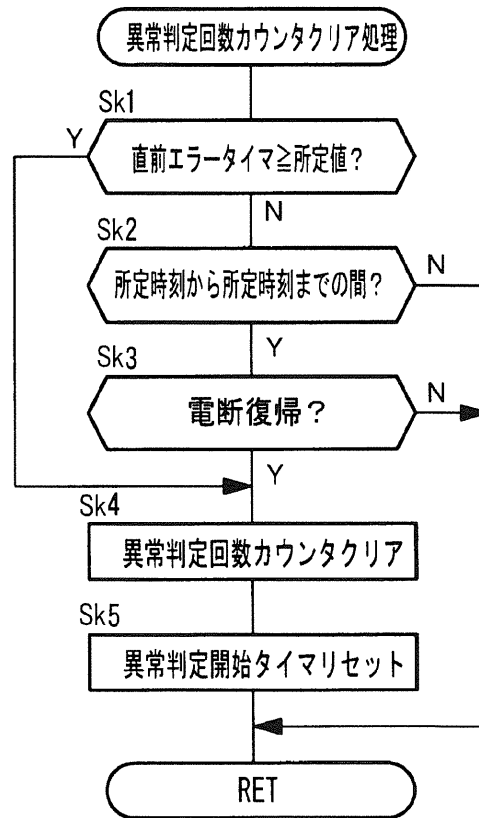 異常判定回数カウンタクリア処理
Sk1
Y
直前エラータイマ≧所定値？
N
Sk2
N
所定時刻から所定時刻までの間？
Y
Sk3
N
電断復帰？
Y
Sk4
異常判定回数カウンタクリア
Sk5
異常判定開始タイマリセット
RET